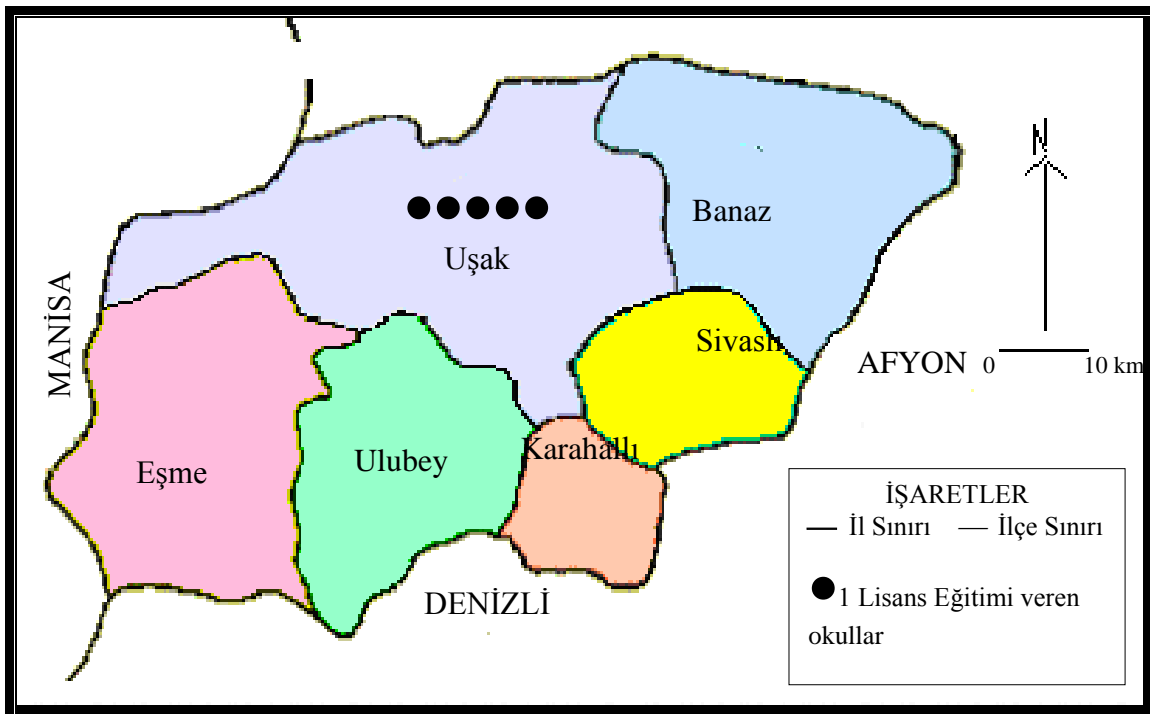 N
Banaz
Uşak
MANİSA
Sivaslı
AFYON
0 10 km
Karahallı
Ulubey
Eşme
İŞARETLER
İl Sınırı İlçe Sınırı
1 Lisans Eğitimi veren
okullar
DENİZLİ